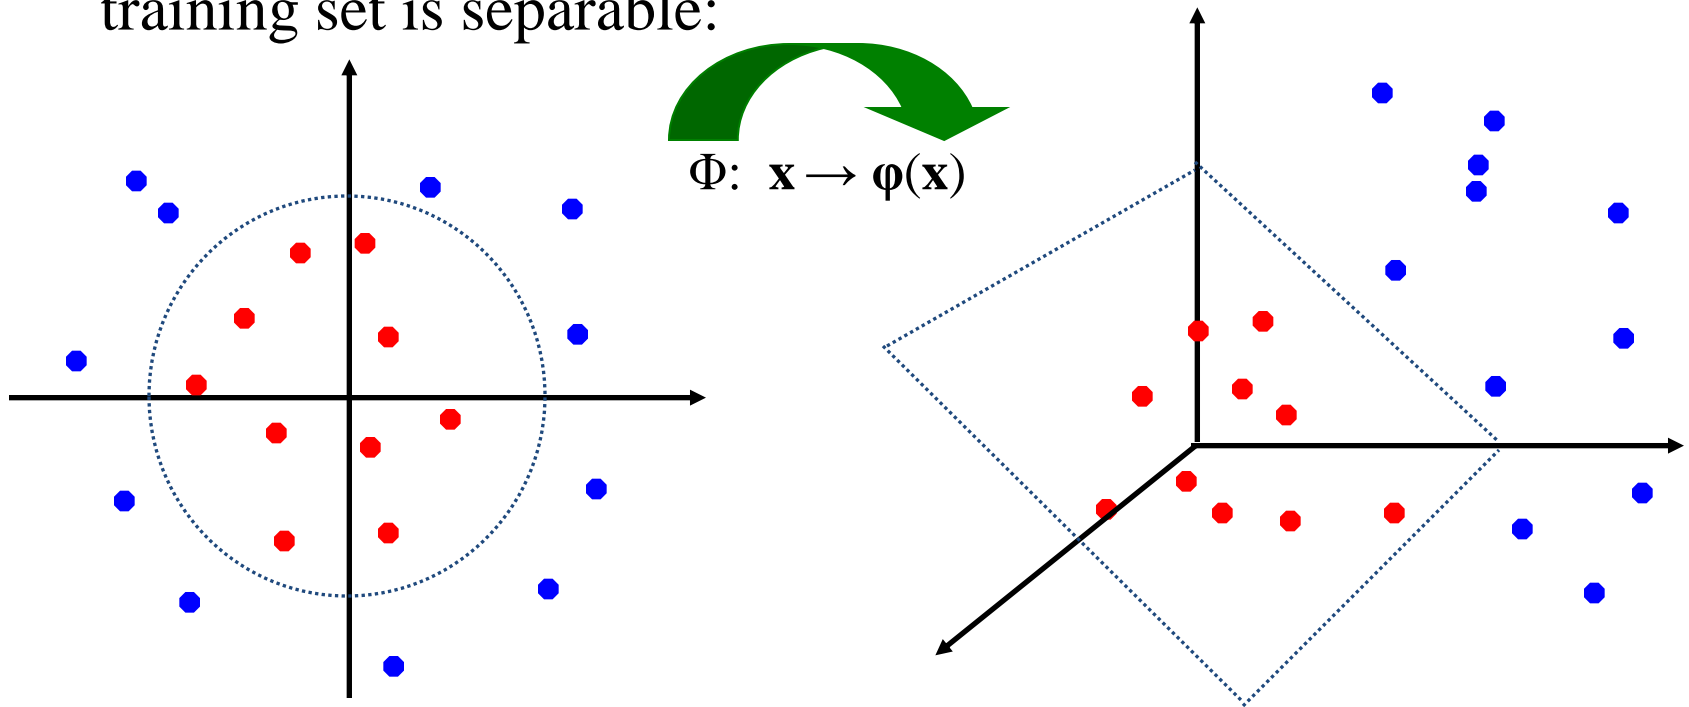 training set is separable:
Φ: x → φ(x)